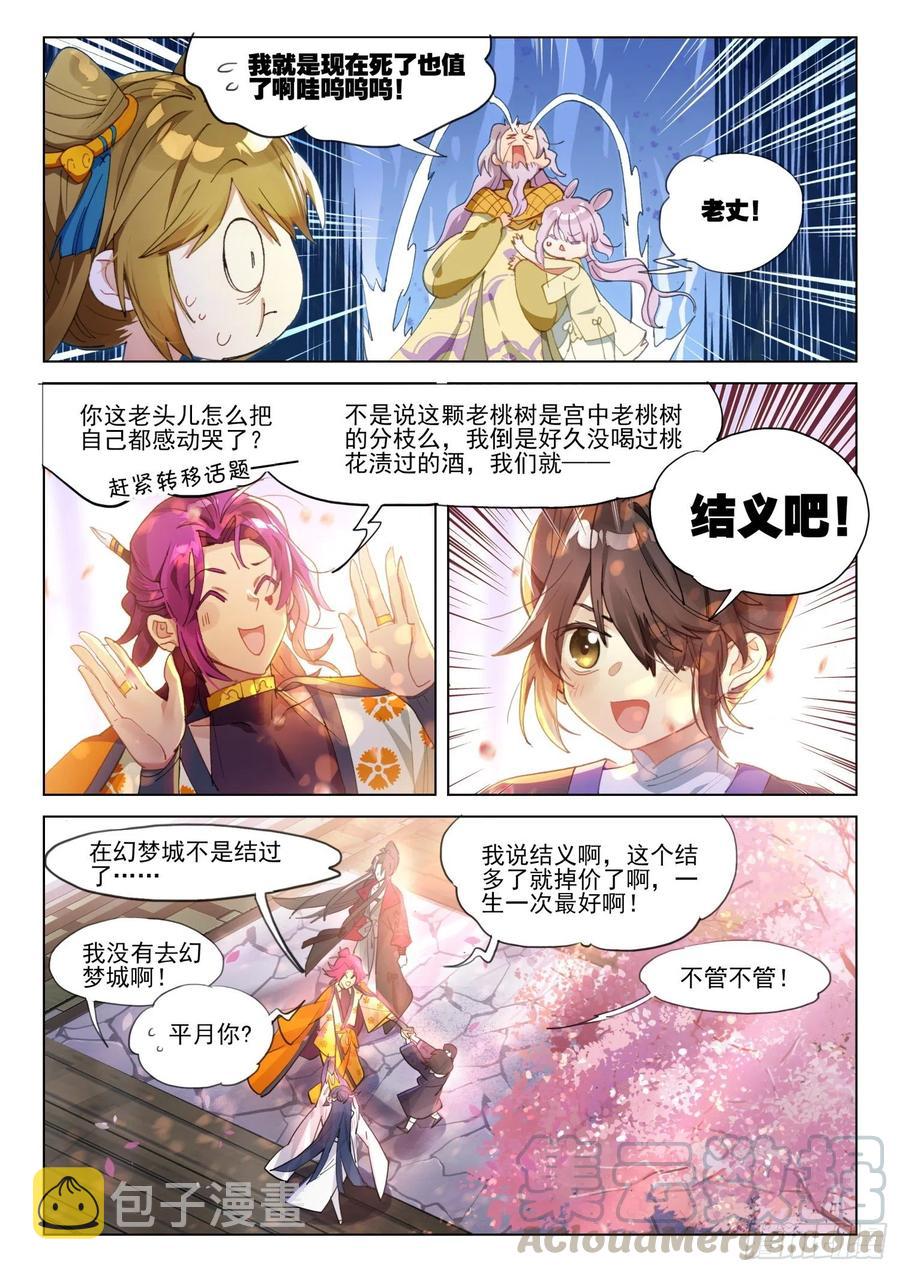 我就是现在死了也值
了啊哇呜呜呜！
老丈！
你这老头儿怎么把
自己都感动哭了？
赶紧转移话题——
不是说这颗老桃树是宫中老桃树
的分枝么，我倒是好久没喝过桃
花渍过的酒，我们就——
结义吧！
在幻梦城不是结过
了……
我说结义啊，这个结
多了就掉价了啊，一
生一次最好啊！
我没有去幻
梦城啊！
不管不管！
平月你?
集云数据
AcloudMerge.com
包子漫畫